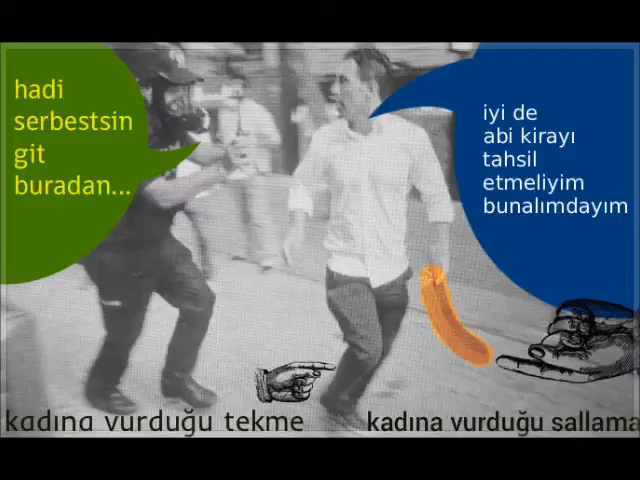 hadi
serbestsin
git
buradan...
iyi de
abi kirayı
tahsil
etmeliyim
bunalımdayım
kadına vurduğu tekme
kadına vurduğu sallama